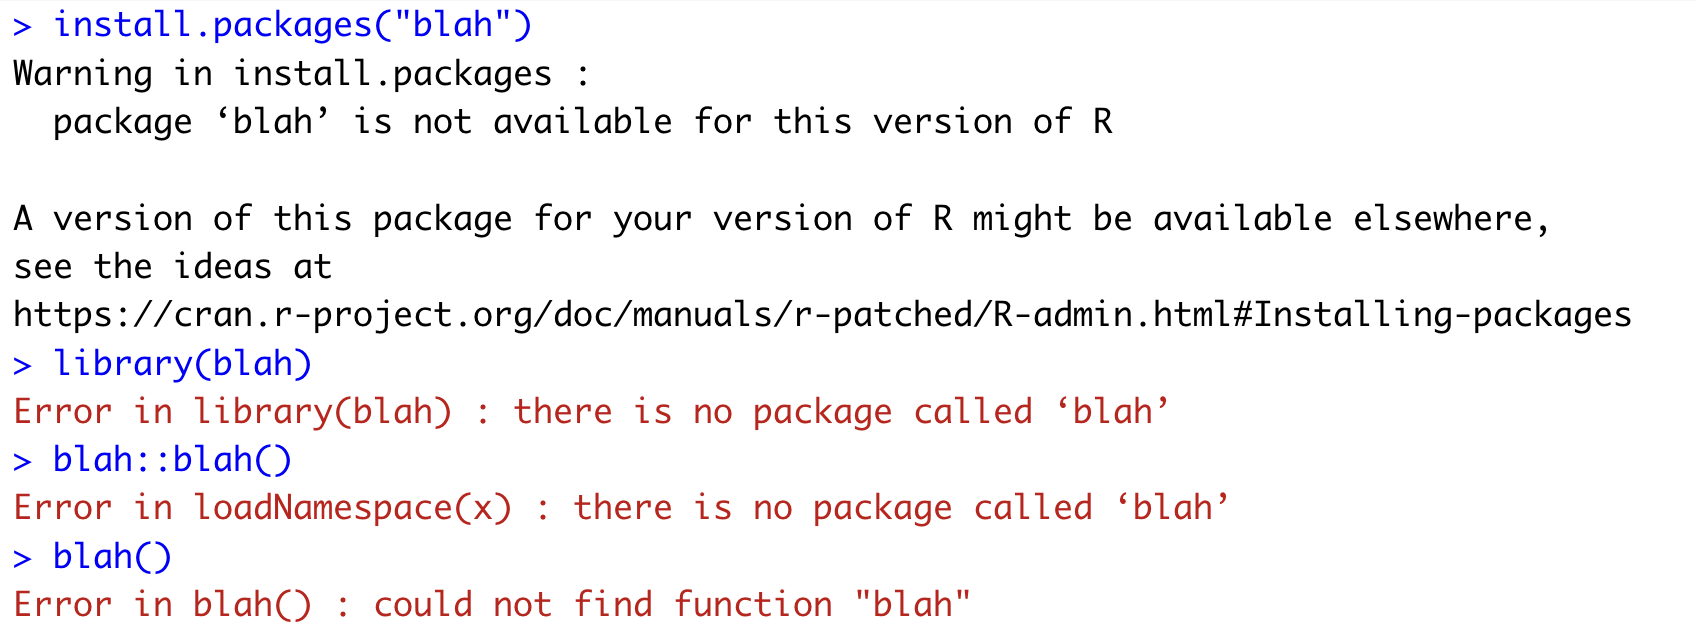 > install.packages("blah")
Warning in install.packages :
  package ‘blah’ is not available for this version of R

A version of this package for your version of R might be available elsewhere,
see the ideas at
https://cran.r-project.org/doc/manuals/r-patched/R-admin.html#Installing-packages
> library(blah)
Error in library(blah) : there is no package called ‘blah’
> blah::blah()
Error in loadNamespace(x) : there is no package called ‘blah’
> blah()
Error in blah() : could not find function "blah"